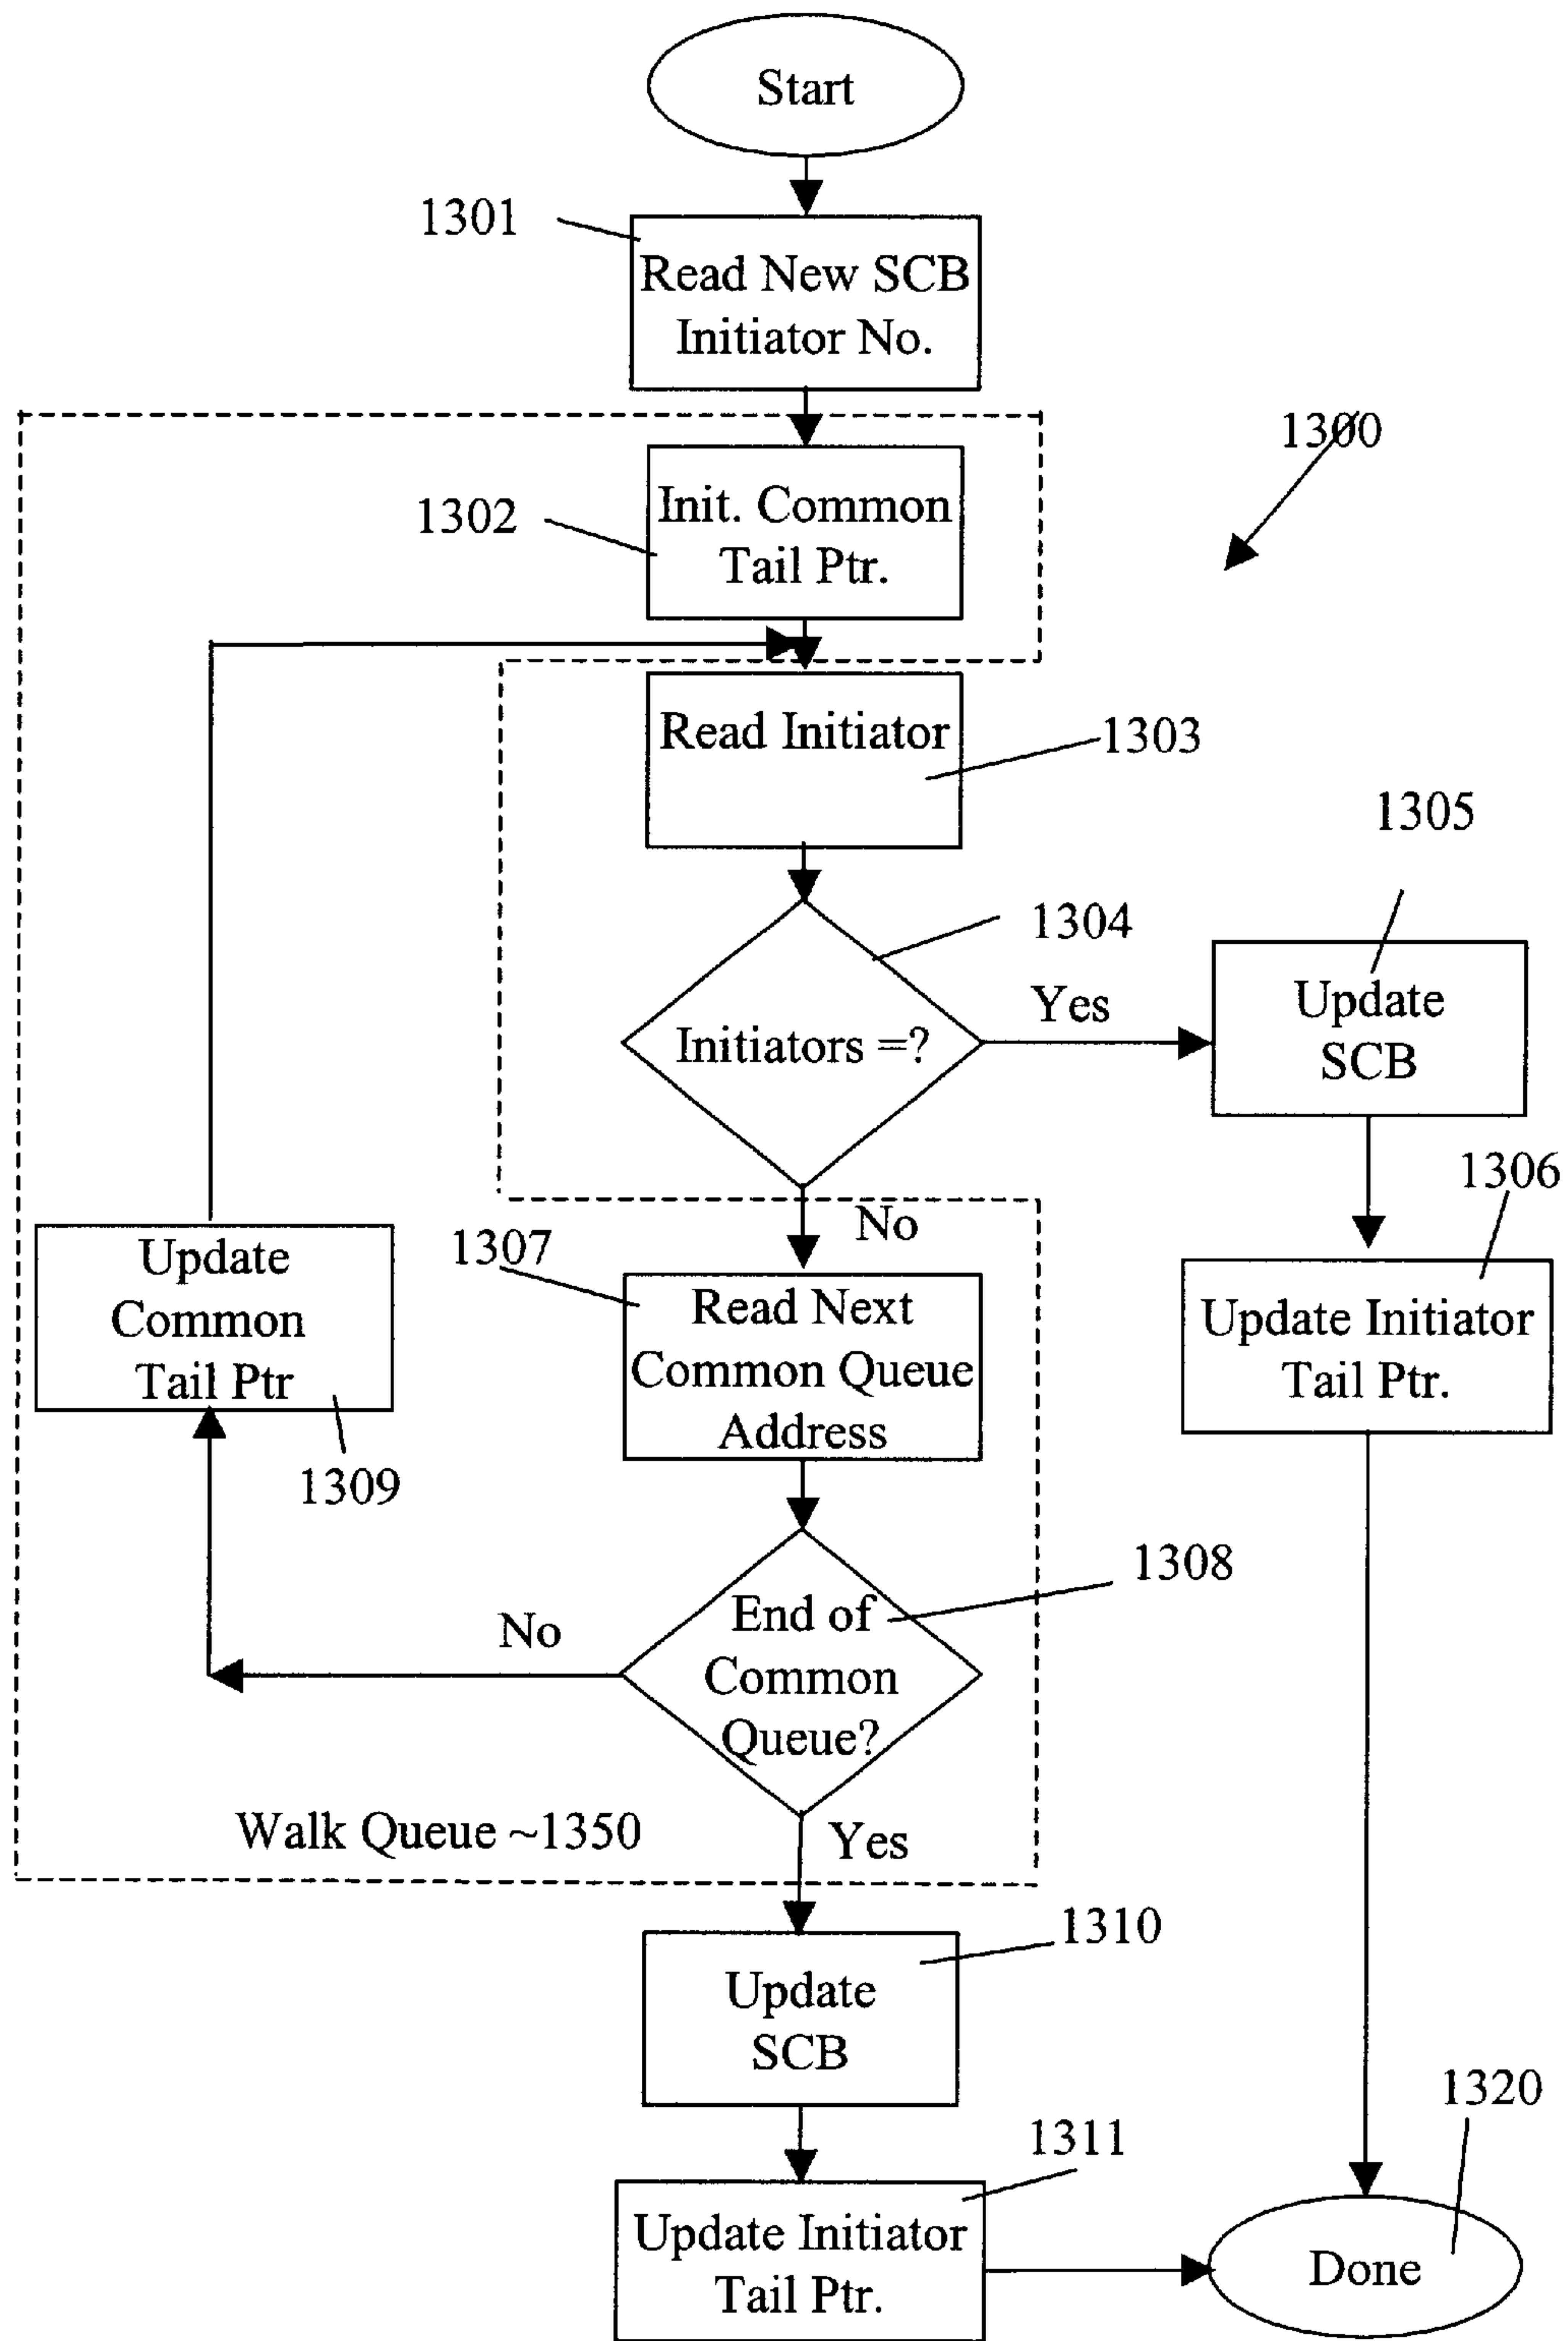 Start
1301
Read New SCB
Initiator No.
1300
1302
Init. Common
Tail Ptr.
Read Initiator
1303
1305
1304
Yes
Initiators =?
Update
SCB
1306
No
1307
Update
Common
Tail Ptr
Read Next
Common Queue
Address
Update Initiator
Tail Ptr.
1309
1308
No
End of
Common
Queue?
Walk Queue ~1350
Yes
1310
Update
SCB
1320
1311
Update Initiator
Tail Ptr.
Done